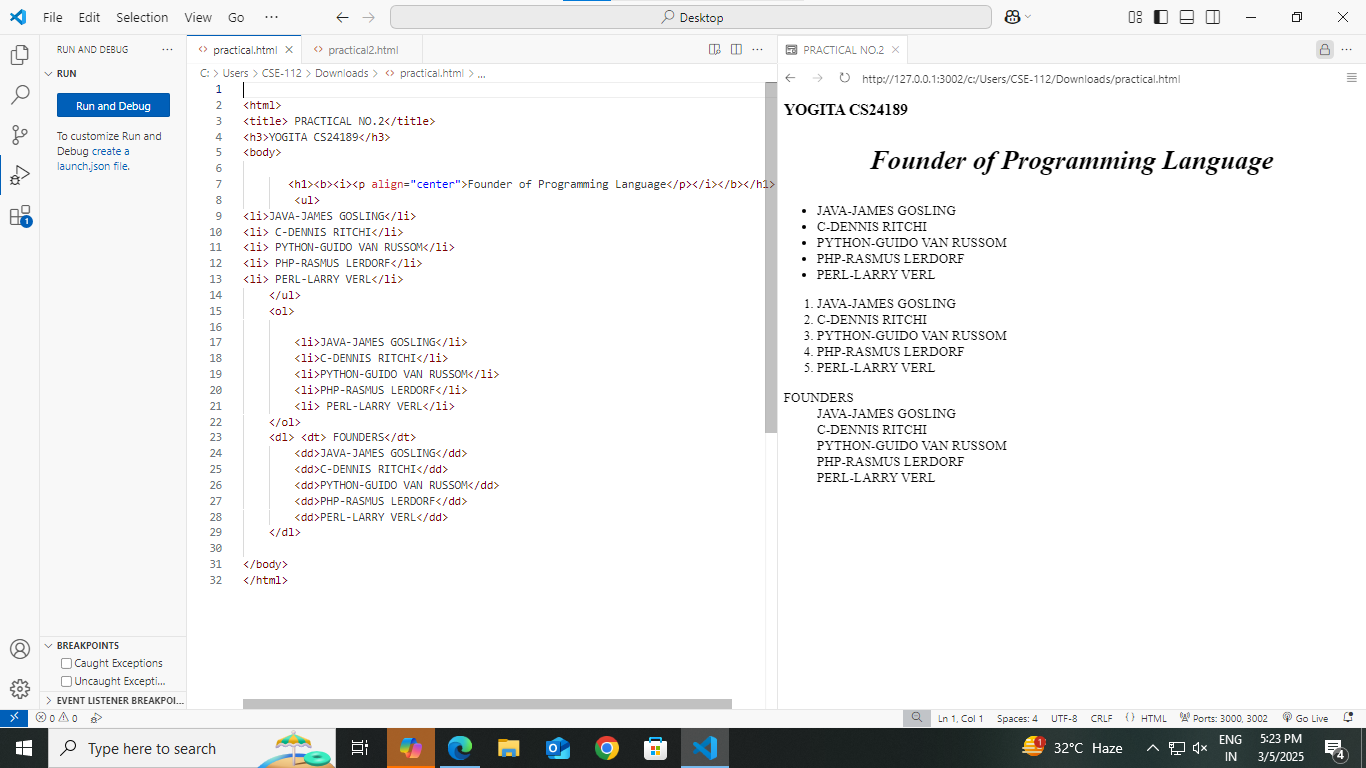 File Edit Selection View Go ···
Desktop
RUN AND DEBUG ···
RUN
Run and Debug
To customize Run and
Debug create a
launch.json file.
1
BREAKPOINTS
Caught Exceptions
Uncaught Excepti...
EVENT LISTENER BREAKPOI...
practical.html
practical2.html
C: > Users > CSE-112 > Downloads > practical.html > ...
1
2 <html>
3 <title> PRACTICAL NO.2</title>
4 <h3>YOGITA CS24189</h3>
5 <body>
6
7 <h1><b><i><p align="center">Founder of Programming Language</p></i></b></h1>
8 <ul>
9 <li>JAVA-JAMES GOSLING</li>
10 <li> C-DENNIS RITCHI</li>
11 <li> PYTHON-GUIDO VAN RUSSOM</li>
12 <li> PHP-RASMUS LERDORF</li>
13 <li> PERL-LARRY VERL</li>
14 </ul>
15 <ol>
16
17 <li>JAVA-JAMES GOSLING</li>
18 <li>C-DENNIS RITCHI</li>
19 <li>PYTHON-GUIDO VAN RUSSOM</li>
20 <li>PHP-RASMUS LERDORF</li>
21 <li> PERL-LARRY VERL</li>
22 </ol>
23 <dl> <dt> FOUNDERS</dt>
24 <dd>JAVA-JAMES GOSLING</dd>
25 <dd>C-DENNIS RITCHI</dd>
26 <dd>PYTHON-GUIDO VAN RUSSOM</dd>
27 <dd>PHP-RASMUS LERDORF</dd>
28 <dd>PERL-LARRY VERL</dd>
29 </dl>
30
31 </body>
32 </html>
PRACTICAL NO.2
http://127.0.0.1:3002/c:/Users/CSE-112/Downloads/practical.html
YOGITA CS24189
Founder of Programming Language
• JAVA-JAMES GOSLING
• C-DENNIS RITCHI
• PYTHON-GUIDO VAN RUSSOM
• PHP-RASMUS LERDORF
• PERL-LARRY VERL
1. JAVA-JAMES GOSLING
2. C-DENNIS RITCHI
3. PYTHON-GUIDO VAN RUSSOM
4. PHP-RASMUS LERDORF
5. PERL-LARRY VERL
FOUNDERS
JAVA-JAMES GOSLING
C-DENNIS RITCHI
PYTHON-GUIDO VAN RUSSOM
PHP-RASMUS LERDORF
PERL-LARRY VERL
0 0
Ln 1, Col 1 Spaces: 4 UTF-8 CRLF {} HTML Ports: 3000, 3002 Go Live
Type here to search
1
32°C Haze
ENG
IN
5:23 PM
3/5/2025
4